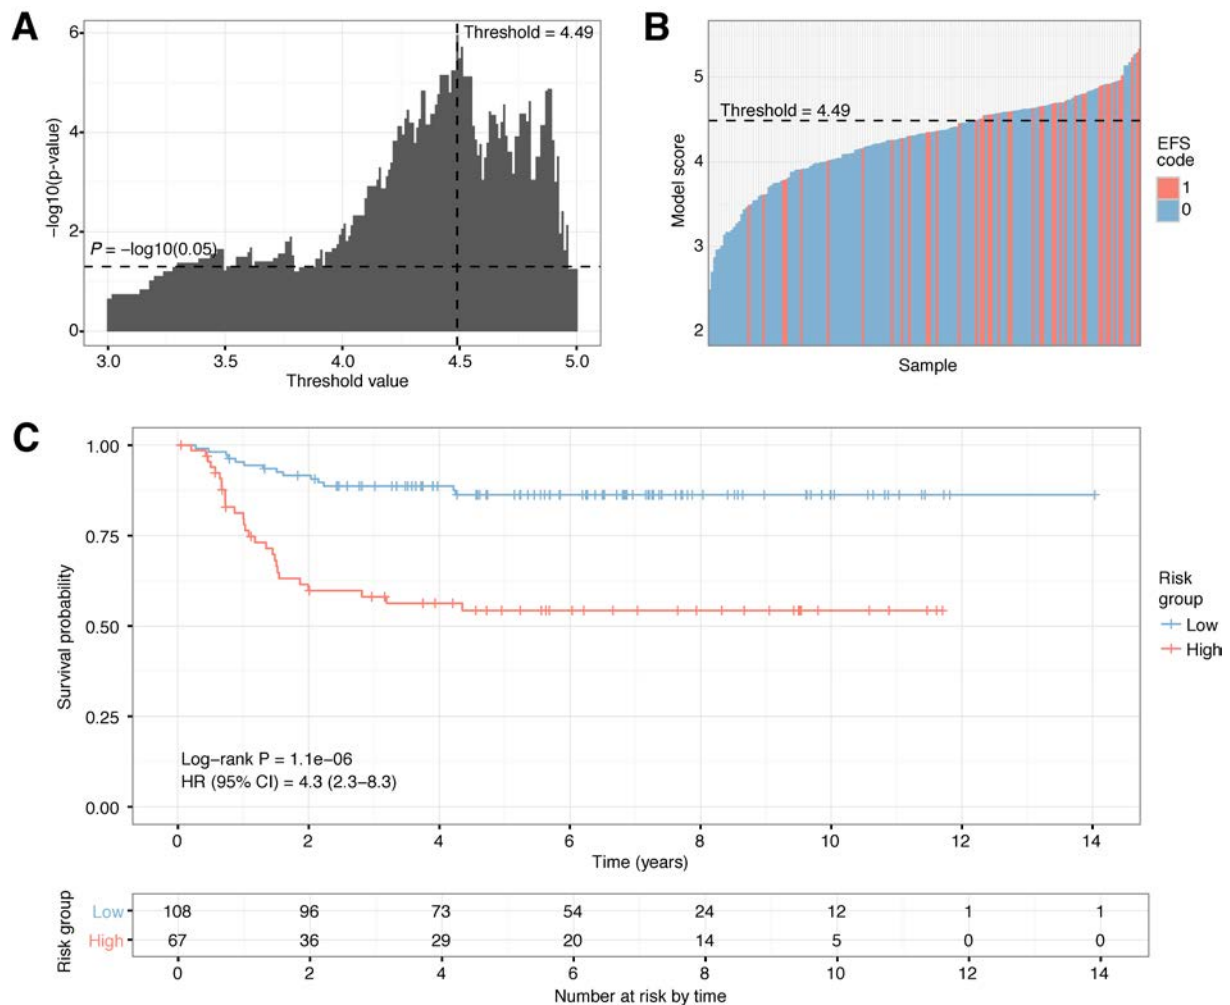 A
6
4
2
0
−log10(p-value)
Threshold = 4.49
P = −log10(0.05)
3.0 3.5 4.0 4.5 5.0
Threshold value
B
5
4
3
2
Model score
Threshold = 4.49
Sample
EFS
code
1
0
C
1.00
0.75
0.50
0.25
0.00
Survival probability
Log−rank P = 1.1e−06
HR (95% CI) = 4.3 (2.3−8.3)
0 2 4 6 8 10 12 14
Time (years)
Risk
group
Low
High
Risk group
Low 108 96 73 54 24 12 1 1
High 67 36 29 20 14 5 0 0
0 2 4 6 8 10 12 14
Number at risk by time